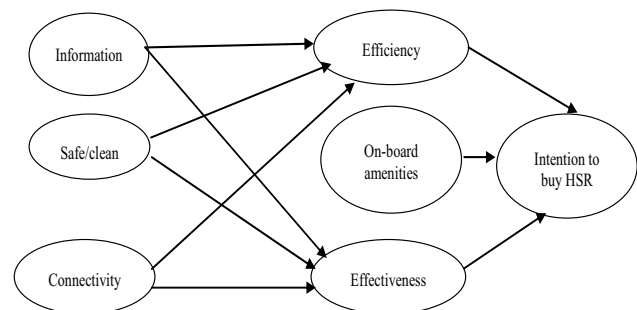 Information
Efficiency
Safe/clean
On-board
amenities
Intention to
buy HSR
Connectivity
Effectiveness